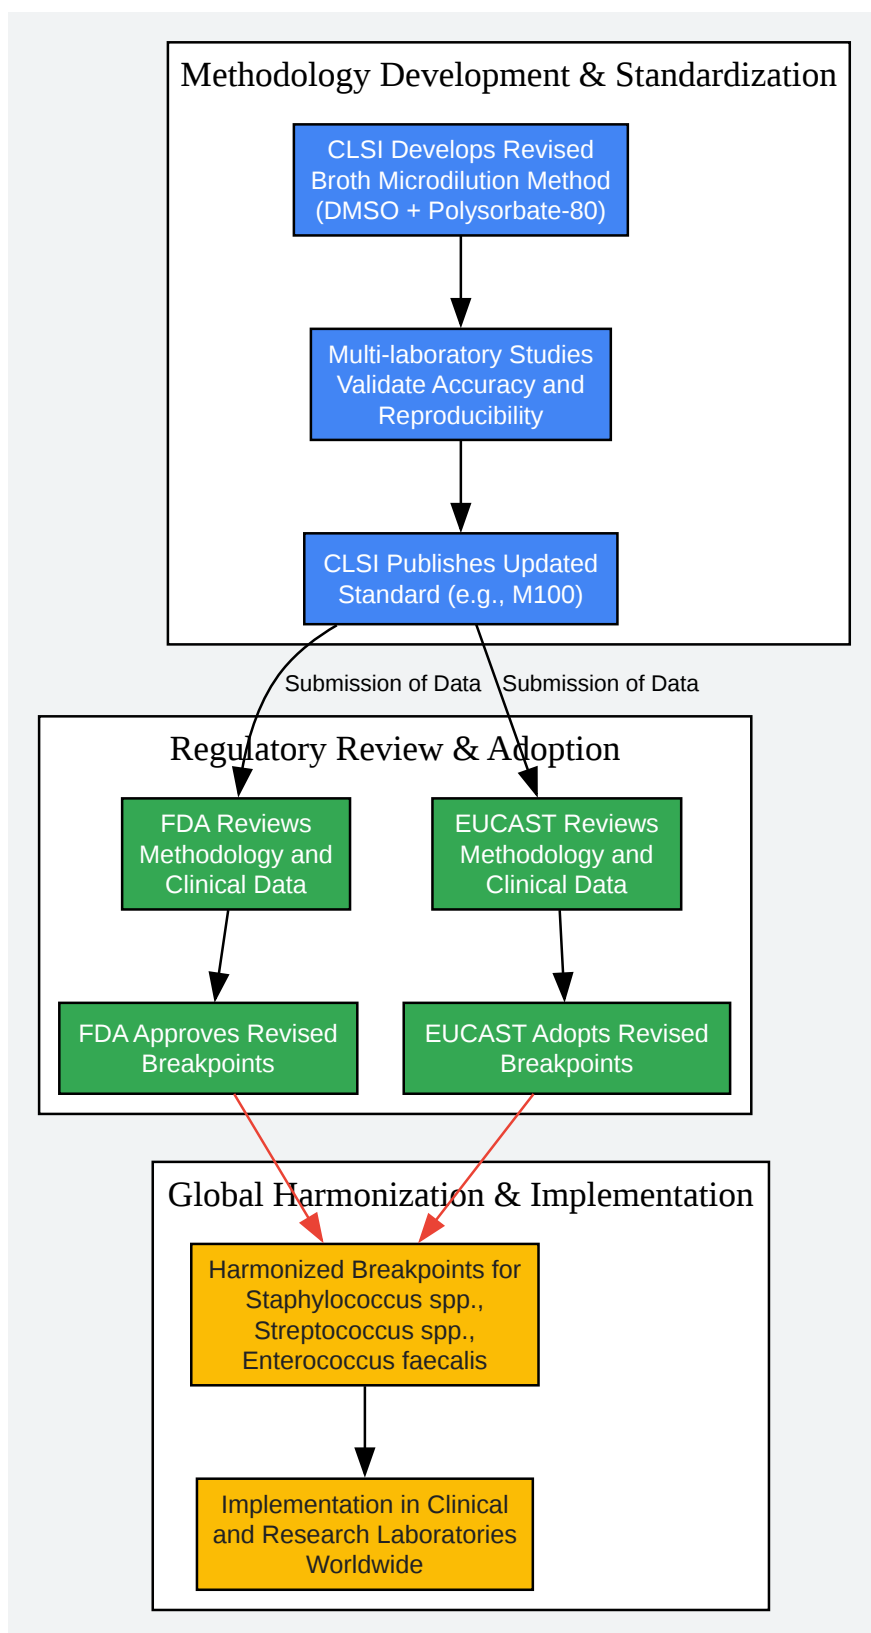 Methodology Development & Standardization
CLSI Develops Revised
Broth Microdilution Method
(DMSO + Polysorbate-80)
Multi-laboratory Studies
Validate Accuracy and
Reproducibility
CLSI Publishes Updated
Standard (e.g., M100)
Submission of Data
Submission of Data
Regulatory Review & Adoption
FDA Reviews
Methodology and
Clinical Data
EUCAST Reviews
Methodology and
Clinical Data
FDA Approves Revised
Breakpoints
EUCAST Adopts Revised
Breakpoints
Global Harmonization & Implementation
Harmonized Breakpoints for
Staphylococcus spp.,
Streptococcus spp.,
Enterococcus faecalis
Implementation in Clinical
and Research Laboratories
Worldwide